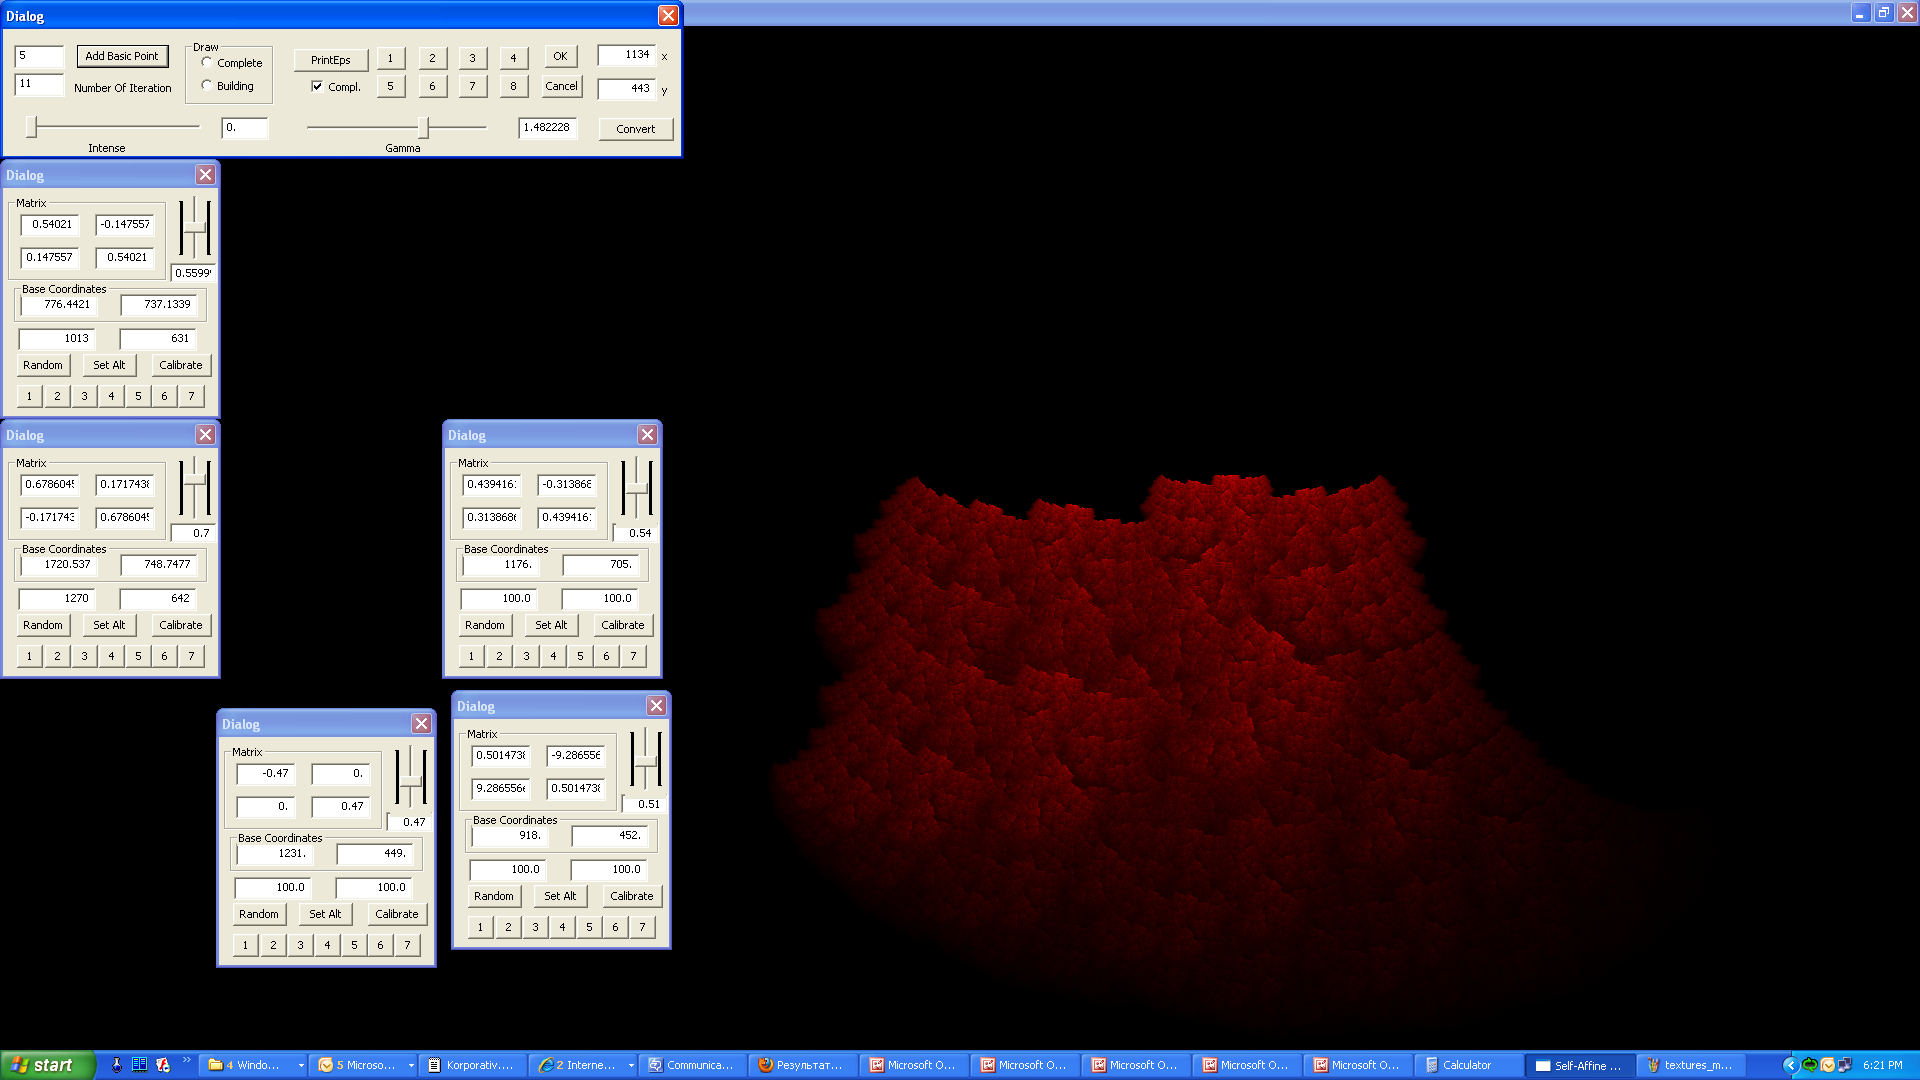 Dialog
5 Add Basic Point Draw Complete PrintEps 1 2 3 4 OK 1134 x
11 Number Of Iteration Building Compl. 5 6 7 8 Cancel 443 y
0. 1.482228 Convert
Intense Gamma
Dialog
Matrix
0.54021 -0.147557
0.147557 0.54021
0.5599
Base Coordinates
776.4421 737.1339
1013 631
Random Set Alt Calibrate
1 2 3 4 5 6 7
Dialog
Matrix
0.678604 0.171743
-0.171743 0.678604
0.7
Base Coordinates
1720.537 748.7477
1270 642
Random Set Alt Calibrate
1 2 3 4 5 6 7
Dialog
Matrix
0.439416 -0.313868
0.313868 0.439416
0.54
Base Coordinates
1176. 705.
100.0 100.0
Random Set Alt Calibrate
1 2 3 4 5 6 7
Dialog
Matrix
-0.47 0.
0. 0.47
0.47
Base Coordinates
1231. 449.
100.0 100.0
Random Set Alt Calibrate
1 2 3 4 5 6 7
Dialog
Matrix
0.501473 -9.286556
9.286556 0.501473
0.51
Base Coordinates
918. 452.
100.0 100.0
Random Set Alt Calibrate
1 2 3 4 5 6 7
start 4 Windo... 5 Microso... Korporativ.... 2 Interne... Communica... Результат... Microsoft O... Microsoft O... Microsoft O... Microsoft O... Microsoft O... Calculator Self-Affine ... textures_m... 6:21 PM